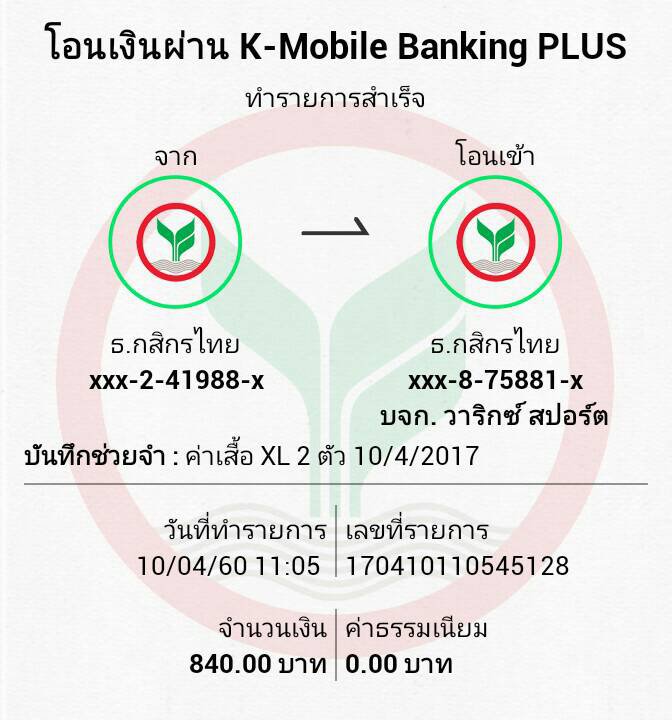 โอนเงินผ่าน K-Mobile Banking PLUS
ทำรายการสำเร็จ
จาก
โอนเข้า
ธ.กสิกรไทย
ธ.กสิกรไทย
xxx-2-41988-x
xxx-8-75881-x
บจก. วาริกซ์ สปอร์ต
บันทึกช่วยจำ : ค่าเสื้อ XL 2 ตัว 10/4/2017
วันที่ทำรายการ
เลขที่รายการ
10/04/60 11:05
170410110545128
จำนวนเงิน
ค่าธรรมเนียม
840.00 บาท
0.00 บาท